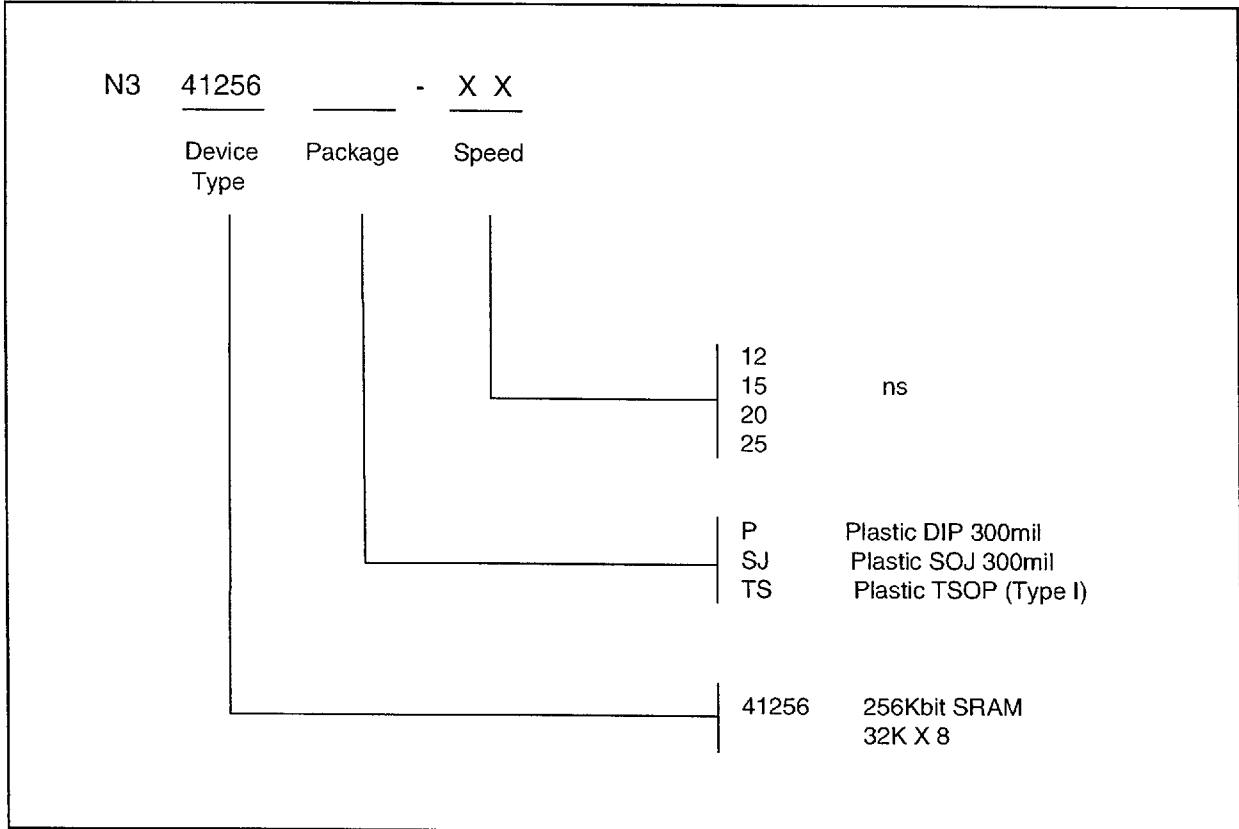 N3 41256 - X X
Device Type Package Speed
12
15 ns
20
25
P Plastic DIP 300mil
SJ Plastic SOJ 300mil
TS Plastic TSOP (Type I)
41256 256Kbit SRAM
32K X 8